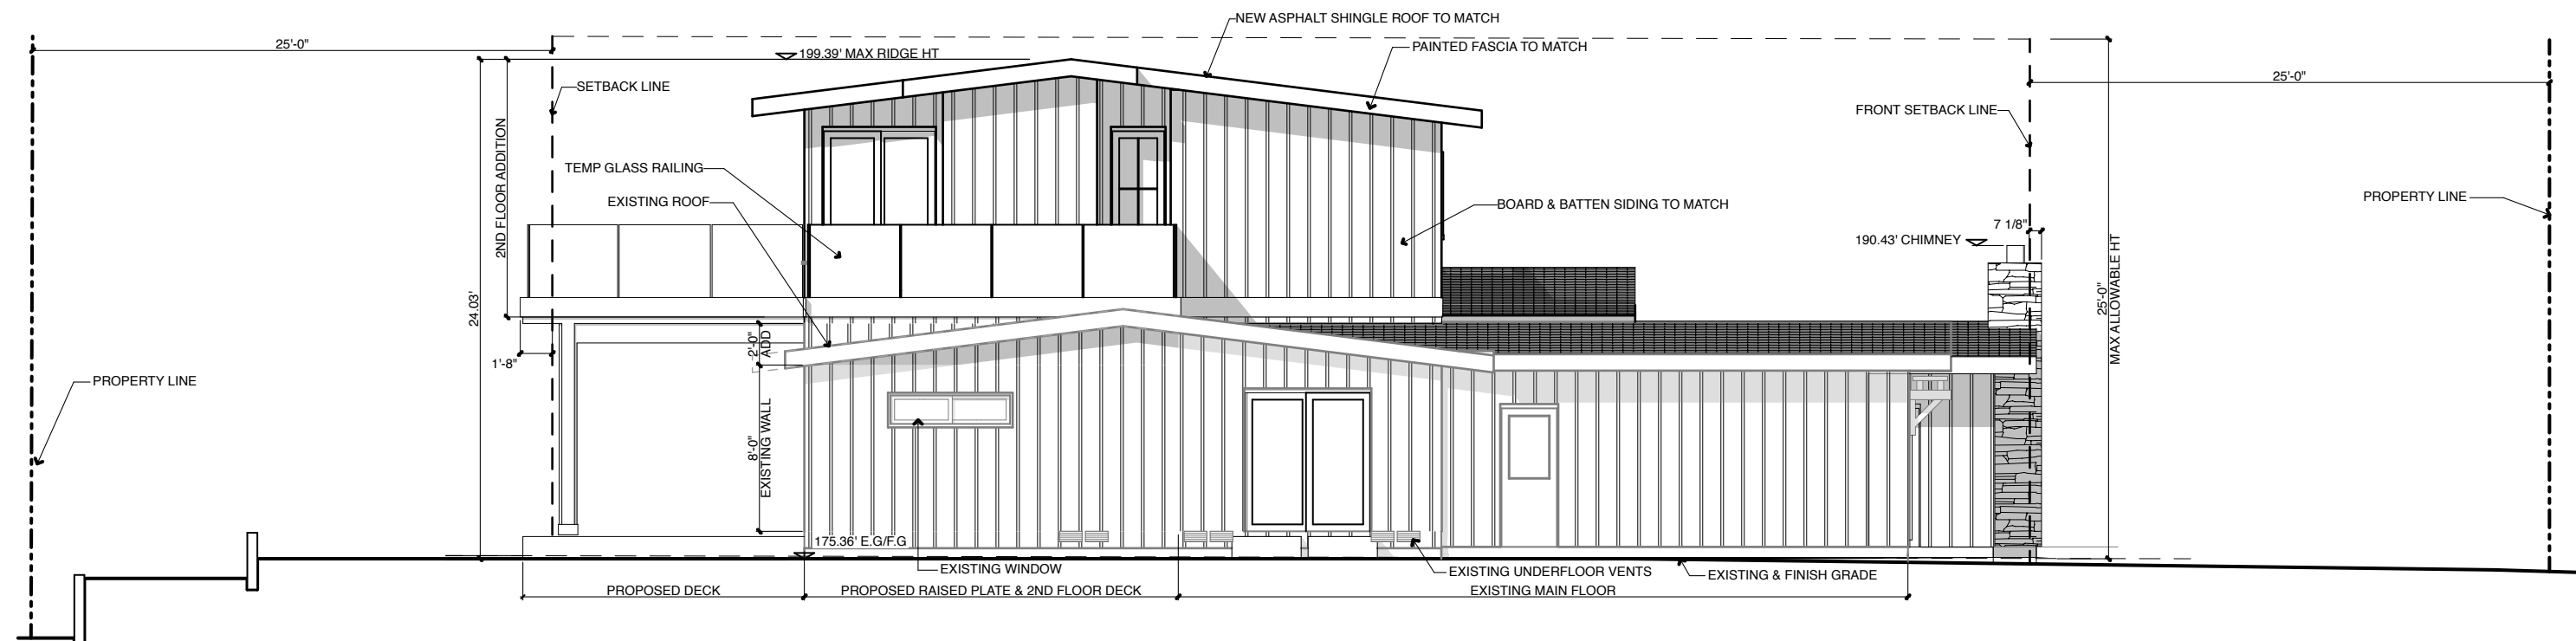 NEW ASPHALT SHINGLE ROOF TO MATCH
25'-0"
199.39' MAX RIDGE HT
PAINTED FASCIA TO MATCH
25'-0"
SETBACK LINE
FRONT SETBACK LINE
2ND FLOOR ADDITION
TEMP GLASS RAILING
EXISTING ROOF
BOARD & BATTEN SIDING TO MATCH
PROPERTY LINE
7 1/8"
190.43' CHIMNEY
24.03'
25'-0"
MAX ALLOWABLE HT
2'-0"
ADD
1'-8"
PROPERTY LINE
8'-0"
EXISTING WALL
175.36' E.G/F.G
EXISTING WINDOW
EXISTING UNDERFLOOR VENTS
EXISTING & FINISH GRADE
PROPOSED DECK
PROPOSED RAISED PLATE & 2ND FLOOR DECK
EXISTING MAIN FLOOR